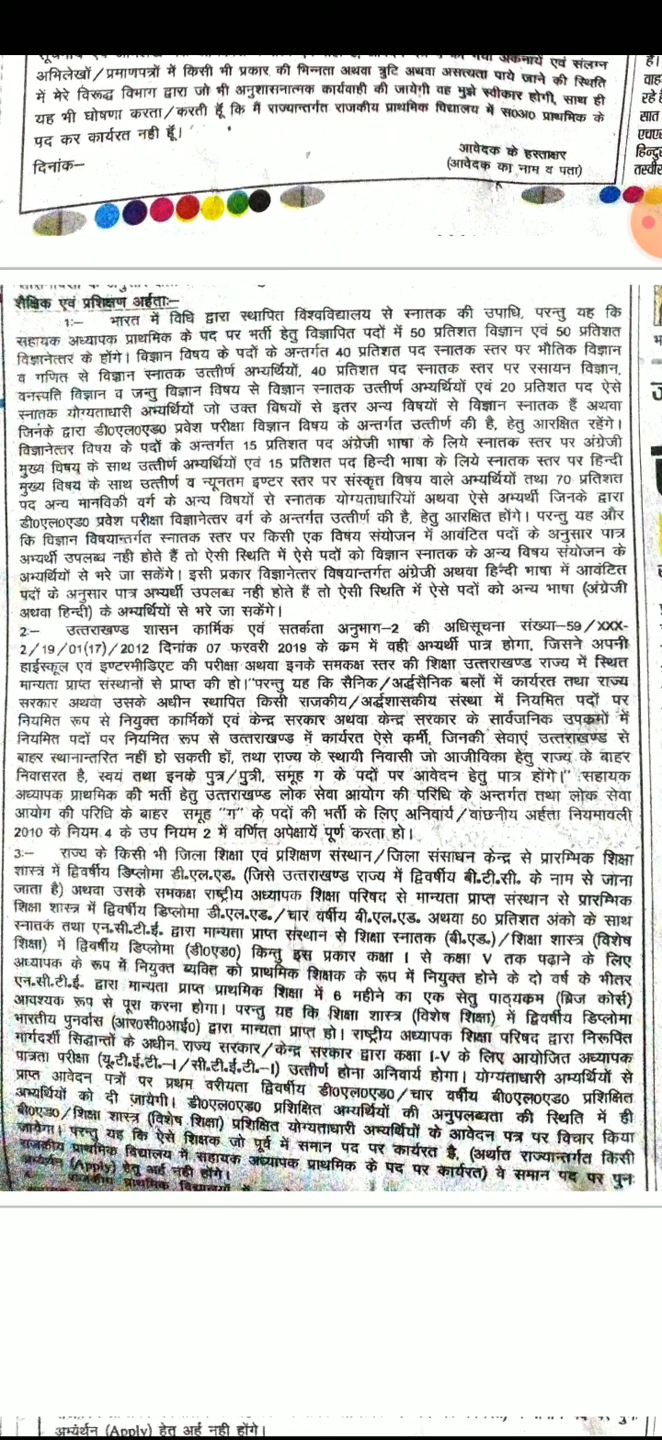 अभिलेखों/प्रमाणपत्रों में किसी भी प्रकार की भिन्नता अथवा त्रुटि अथवा असत्यता पाये जाने की स्थिति
में मेरे विरूद्ध विभाग द्वारा जो भी अनुशासनात्मक कार्यवाही की जायेगी वह मुझे स्वीकार होगी, साथ ही
यह भी घोषणा करता/करती हूँ कि मैं राज्यान्तर्गत राजकीय प्राथमिक विद्यालय में स0अ0 प्राथमिक के
पद कर कार्यरत नही हूँ।
दिनांक–
आवेदक के हस्ताक्षर
(आवेदक का नाम व पता)
शैक्षिक एवं प्रशिक्षण अर्हताः–
1:– भारत में विधि द्वारा स्थापित विश्वविद्यालय से स्नातक की उपाधि, परन्तु यह कि
सहायक अध्यापक प्राथमिक के पद पर भर्ती हेतु विज्ञापित पदों में 50 प्रतिशत विज्ञान एवं 50 प्रतिशत
विज्ञानेत्तर के होंगे। विज्ञान विषय के पदों के अन्तर्गत 40 प्रतिशत पद स्नातक स्तर पर भौतिक विज्ञान
व गणित से विज्ञान स्नातक उत्तीर्ण अभ्यर्थियों, 40 प्रतिशत पद स्नातक स्तर पर रसायन विज्ञान,
वनस्पति विज्ञान व जन्तु विज्ञान विषय से विज्ञान स्नातक उत्तीर्ण अभ्यर्थियों एवं 20 प्रतिशत पद ऐसे
स्नातक योग्यताधारी अभ्यर्थियों जो उक्त विषयों से इतर अन्य विषयों से विज्ञान स्नातक हैं अथवा
जिनके द्वारा डी0एल0एड0 प्रवेश परीक्षा विज्ञान विषय के अन्तर्गत उत्तीर्ण की है, हेतु आरक्षित रहेंगे।
विज्ञानेत्तर विषय के पदों के अन्तर्गत 15 प्रतिशत पद अंग्रेजी भाषा के लिये स्नातक स्तर पर अंग्रेजी
मुख्य विषय के साथ उत्तीर्ण अभ्यर्थियों एवं 15 प्रतिशत पद हिन्दी भाषा के लिये स्नातक स्तर पर हिन्दी
मुख्य विषय के साथ उत्तीर्ण व न्यूनतम इण्टर स्तर पर संस्कृत विषय वाले अभ्यर्थियों तथा 70 प्रतिशत
पद अन्य मानविकी वर्ग के अन्य विषयों से स्नातक योग्यताधारियों अथवा ऐसे अभ्यर्थी जिनके द्वारा
डी0एल0एड0 प्रवेश परीक्षा विज्ञानेत्तर वर्ग के अन्तर्गत उत्तीर्ण की है, हेतु आरक्षित होंगे। परन्तु यह और
कि विज्ञान विषयान्तर्गत स्नातक स्तर पर किसी एक विषय संयोजन में आवंटित पदों के अनुसार पात्र
अभ्यर्थी उपलब्ध नही होते हैं तो ऐसी स्थिति में ऐसे पदों को विज्ञान स्नातक के अन्य विषय संयोजन के
अभ्यर्थियों से भरे जा सकेंगे। इसी प्रकार विज्ञानेत्तर विषयान्तर्गत अंग्रेजी अथवा हिन्दी भाषा में आवंटित
पदों के अनुसार पात्र अभ्यर्थी उपलब्ध नही होते हैं तो ऐसी स्थिति में ऐसे पदों को अन्य भाषा (अंग्रेजी
अथवा हिन्दी) के अभ्यर्थियों से भरे जा सकेंगे।
2:– उत्तराखण्ड शासन कार्मिक एवं सतर्कता अनुभाग–2 की अधिसूचना संख्या–59/XXX-
2/19/01(17)/2012 दिनांक 07 फरवरी 2019 के क्रम में वही अभ्यर्थी पात्र होगा, जिसने अपनी
हाईस्कूल एवं इण्टरमीडिएट की परीक्षा अथवा इनके समकक्ष स्तर की शिक्षा उत्तराखण्ड राज्य में स्थित
मान्यता प्राप्त संस्थानों से प्राप्त की हो।"परन्तु यह कि सैनिक/अर्द्धसैनिक बलों में कार्यरत तथा राज्य
सरकार अथवा उसके अधीन स्थापित किसी राजकीय/अर्द्धशासकीय संस्था में नियमित पदों पर
नियमित रूप से नियुक्त कार्मिकों एवं केन्द्र सरकार अथवा केन्द्र सरकार के सार्वजनिक उपक्रमों में
नियमित पदों पर नियमित रूप से उत्तराखण्ड में कार्यरत ऐसे कर्मी, जिनकी सेवाएं उत्तराखण्ड से
बाहर स्थानान्तरित नहीं हो सकती हों, तथा राज्य के स्थायी निवासी जो आजीविका हेतु राज्य के बाहर
निवासरत है, स्वयं तथा इनके पुत्र/पुत्री, समूह ग के पदों पर आवेदन हेतु पात्र होंगे।" सहायक
अध्यापक प्राथमिक की भर्ती हेतु उत्तराखण्ड लोक सेवा आयोग की परिधि के अन्तर्गत तथा लोक सेवा
आयोग की परिधि के बाहर समूह "ग" के पदों की भर्ती के लिए अनिवार्य/वांछनीय अर्हता नियमावली
2010 के नियम 4 के उप नियम 2 में वर्णित अपेक्षायें पूर्ण करता हो।
3:– राज्य के किसी भी जिला शिक्षा एवं प्रशिक्षण संस्थान/जिला संसाधन केन्द्र से प्रारम्भिक शिक्षा
शास्त्र में द्विवर्षीय डिप्लोमा डी.एल.एड. (जिसे उत्तराखण्ड राज्य में द्विवर्षीय बी.टी.सी. के नाम से जाना
जाता है) अथवा उसके समकक्ष राष्ट्रीय अध्यापक शिक्षा परिषद से मान्यता प्राप्त संस्थान से प्रारम्भिक
शिक्षा शास्त्र में द्विवर्षीय डिप्लोमा डी.एल.एड./चार वर्षीय बी.एल.एड. अथवा 50 प्रतिशत अंको के साथ
स्नातक तथा एन.सी.टी.ई. द्वारा मान्यता प्राप्त संस्थान से शिक्षा स्नातक (बी.एड.)/शिक्षा शास्त्र (विशेष
शिक्षा) में द्विवर्षीय डिप्लोमा (डी0एड0) किन्तु इस प्रकार कक्षा I से कक्षा V तक पढ़ाने के लिए
अध्यापक के रूप में नियुक्त व्यक्ति को प्राथमिक शिक्षक के रूप में नियुक्त होने के दो वर्ष के भीतर
एन.सी.टी.ई. द्वारा मान्यता प्राप्त प्राथमिक शिक्षा में 6 महीने का एक सेतु पाठ्यक्रम (ब्रिज कोर्स)
आवश्यक रूप से पूरा करना होगा। परन्तु यह कि शिक्षा शास्त्र (विशेष शिक्षा) में द्विवर्षीय डिप्लोमा
भारतीय पुनर्वास (आर0सी0आई0) द्वारा मान्यता प्राप्त हो। राष्ट्रीय अध्यापक शिक्षा परिषद द्वारा निरूपित
मार्गदर्शी सिद्धान्तों के अधीन राज्य सरकार/केन्द्र सरकार द्वारा कक्षा I-V के लिए आयोजित अध्यापक
पात्रता परीक्षा (यू.टी.ई.टी.–I/सी.टी.ई.टी.–I) उत्तीर्ण होना अनिवार्य होगा। योग्यताधारी अभ्यर्थियों से
प्राप्त आवेदन पत्रों पर प्रथम वरीयता द्विवर्षीय डी0एल0एड0/चार वर्षीय बी0एल0एड0 प्रशिक्षित
अभ्यर्थियों को दी जायेगी। डी0एल0एड0 प्रशिक्षित अभ्यर्थियों की अनुपलब्धता की स्थिति में ही
बी0एड0/शिक्षा शास्त्र (विशेष शिक्षा) प्रशिक्षित योग्यताधारी अभ्यर्थियों के आवेदन पत्र पर विचार किया
जायेगा। परन्तु यह कि ऐसे शिक्षक जो पूर्व में समान पद पर कार्यरत है, (अर्थात राज्यान्तर्गत किसी
राजकीय प्राथमिक विद्यालय में सहायक अध्यापक प्राथमिक के पद पर कार्यरत) वे समान पद पर पुनः
अभ्यर्थन (Apply) हेतु अर्ह नही होंगे।
अभ्यर्थन (Apply) हेतु अर्ह नही होंगे।